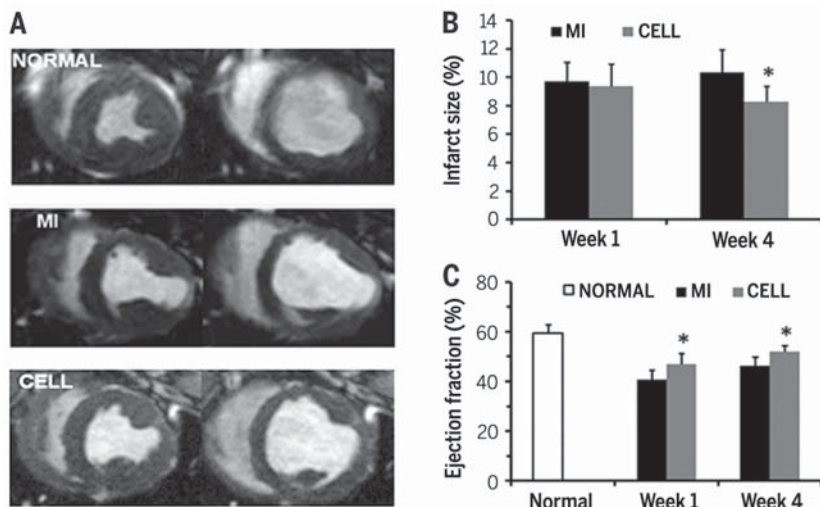 A
NORMAL
MI
CELL
B
Infarct size (%)
14
12
10
8
6
4
2
0
MI
CELL
*
Week 1
Week 4
C
Ejection fraction (%)
80
60
40
60
0
NORMAL
MI
CELL
*
*
Normal
Week 1
Week 4